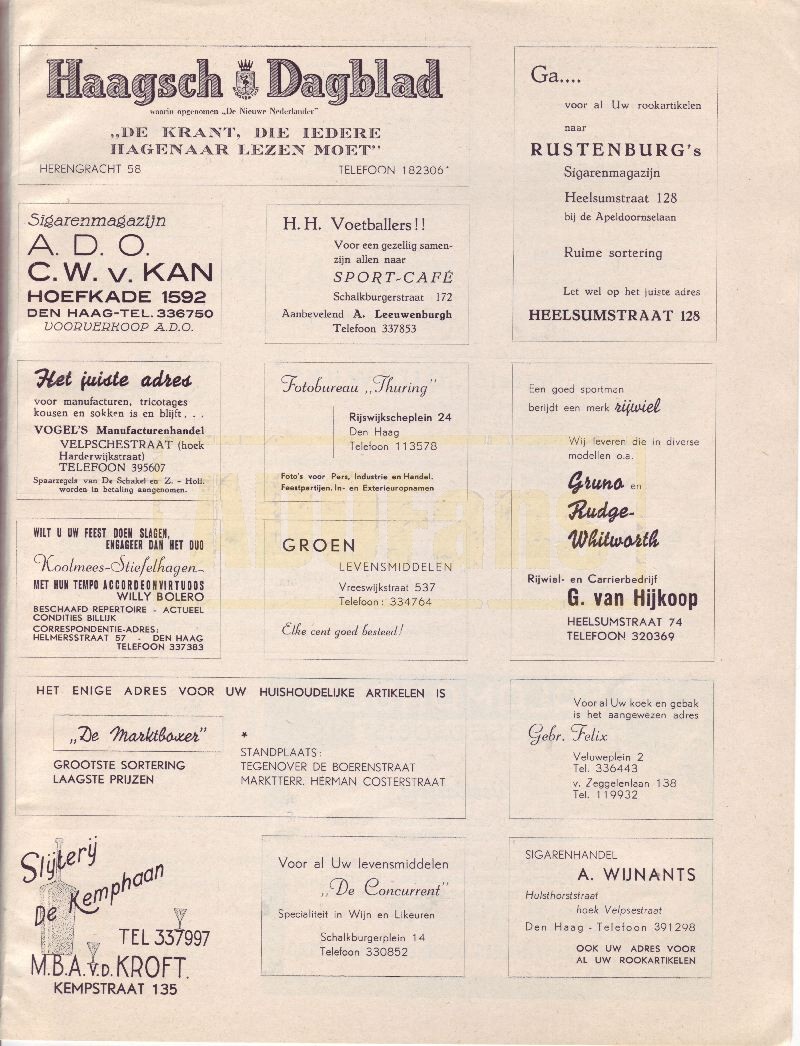 Haagsch Dagblad
waarin opgenomen „De Nieuwe Nederlander"
„DE KRANT, DIE IEDERE
HAGENAAR LEZEN MOET"
HERENGRACHT 58 TELEFOON 182306*
Ga....
voor al Uw rookartikelen
naar
RUSTENBURG's
Sigarenmagazijn
Heelsumstraat 128
bij de Apeldoornselaan
Ruime sortering
Let wel op het juiste adres
HEELSUMSTRAAT 128
Sigarenmagazijn
A. D. O.
C.W. v. KAN
HOEFKADE 1592
DEN HAAG-TEL. 336750
VOORVERKOOP A.D.O.
H. H. Voetballers!!
Voor een gezellig samen-
zijn allen naar
SPORT-CAFÉ
Schalkburgerstraat 172
Aanbevelend A. Leeuwenburgh
Telefoon 337853
Het juiste adres
voor manufacturen, tricotages
kousen en sokken is en blijft . . .
VOGEL'S Manufacturenhandel
VELPSCHESTRAAT (hoek
Harderwijkstraat)
TELEFOON 395607
Spaarzegels van De Schakel en Z. - Holl.
worden in betaling aangenomen.
Fotobureau „Thuring"
Rijswijkscheplein 24
Den Haag
Telefoon 113578
Foto's voor Pers, Industrie en Handel.
Feestpartijen. In- en Exterieuropnamen
Een goed sportman
berijdt een merk rijwiel
Wij leveren die in diverse
modellen o.a.
Gruno en
Rudge-
Whitworth
Rijwiel- en Carrierbedrijf
G. van Hijkoop
HEELSUMSTRAAT 74
TELEFOON 320369
WILT U UW FEEST DOEN SLAGEN,
ENGAGEER DAN HET DUO
Koolmees-Stiefelhagen
MET HUN TEMPO ACCORDEONVIRTUOOS
WILLY BOLERO
BESCHAAFD REPERTOIRE - ACTUEEL
CONDITIES BILLIJK
CORRESPONDENTIE-ADRES:
HELMERSSTRAAT 57 - DEN HAAG
TELEFOON 337383
GROEN
LEVENSMIDDELEN
Vreeswijkstraat 537
Telefoon: 334764
Elke cent goed besteed!
HET ENIGE ADRES VOOR UW HUISHOUDELIJKE ARTIKELEN IS
„De Marktboxer"
GROOTSTE SORTERING
LAAGSTE PRIJZEN
*
STANDPLAATS:
TEGENOVER DE BOERENSTRAAT
MARKTTERR. HERMAN COSTERSTRAAT
Voor al Uw koek en gebak
is het aangewezen adres
Gebr. Felix
Veluweplein 2
Tel. 336443
v. Zeggelenlaan 138
Tel. 119932
Slijterij
De Kemphaan
TEL 337997
M.B.A. v.D. KROFT.
KEMPSTRAAT 135
Voor al Uw levensmiddelen
„De Concurrent"
Specialiteit in Wijn en Likeuren
Schalkburgerplein 14
Telefoon 330852
SIGARENHANDEL
A. WIJNANTS
Hulsthorststraat
hoek Velpsestraat
Den Haag - Telefoon 391298
OOK UW ADRES VOOR
AL UW ROOKARTIKELEN